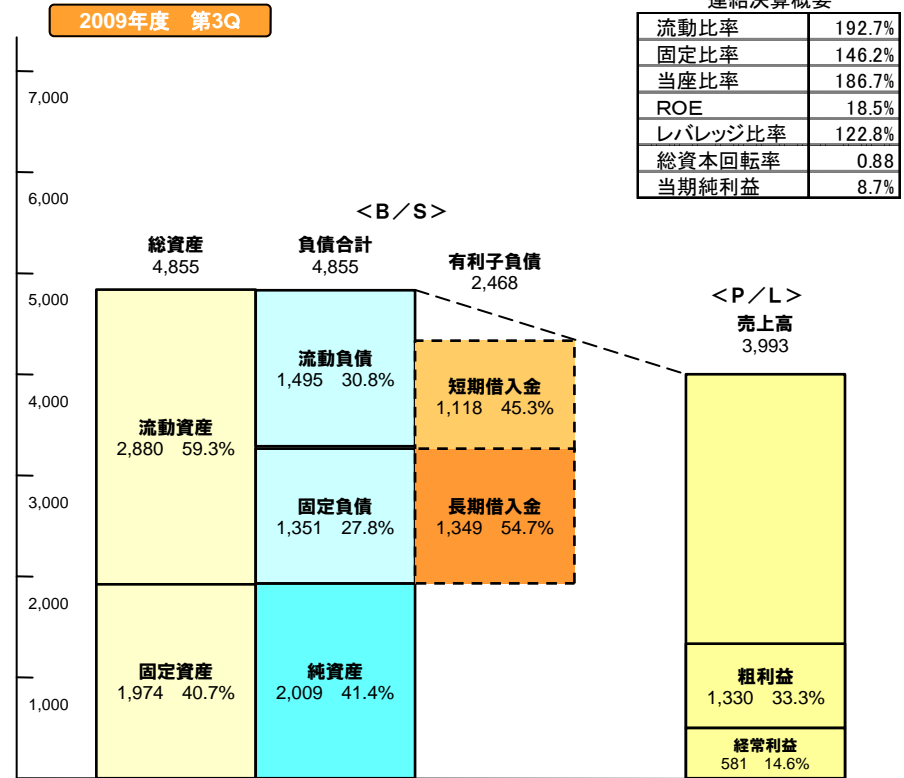 2009年度 第3Q
連結決算概要
流動比率 192.7%
固定比率 146.2%
当座比率 186.7%
ROE 18.5%
レバレッジ比率 122.8%
総資本回転率 0.88
当期純利益 8.7%
7,000
6,000
5,000
4,000
3,000
2,000
1,000
＜B／S＞
総資産
4,855
負債合計
4,855
有利子負債
2,468
流動資産
2,880 59.3%
固定資産
1,974 40.7%
流動負債
1,495 30.8%
固定負債
1,351 27.8%
純資産
2,009 41.4%
短期借入金
1,118 45.3%
長期借入金
1,349 54.7%
＜P／L＞
売上高
3,993
粗利益
1,330 33.3%
経常利益
581 14.6%